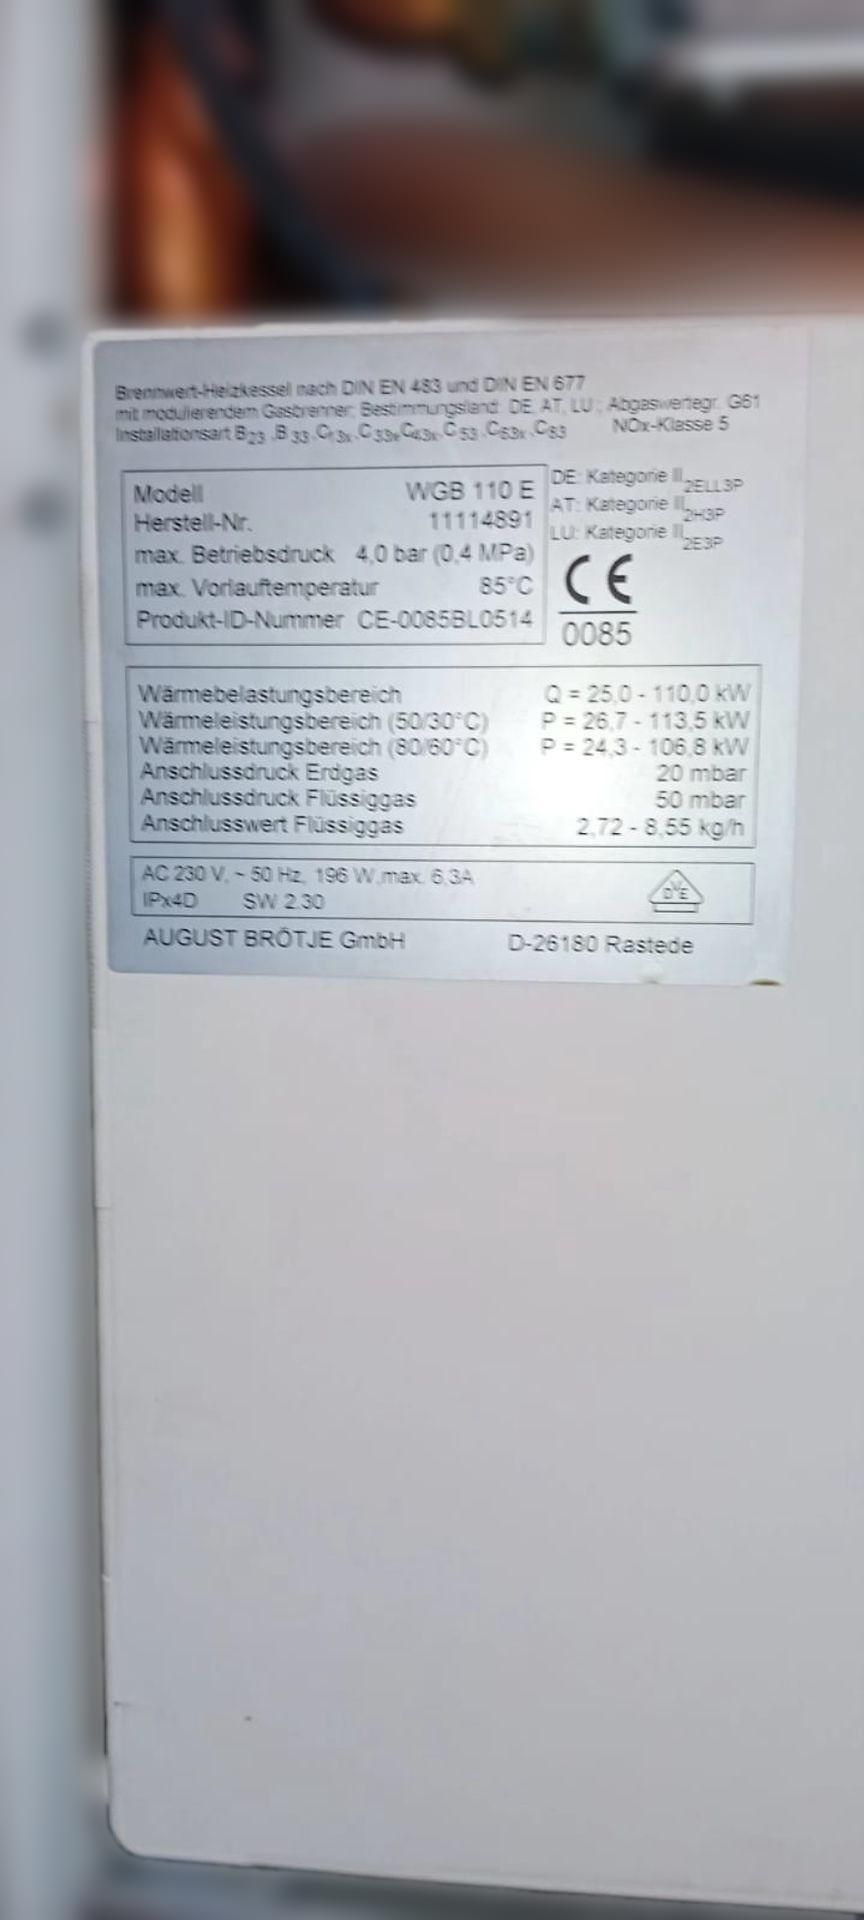 Brennwert-Heizkessel nach DIN EN 483 und DIN EN 677
mit modulierendem Gasbrenner; Bestimmungsland: DE, AT, LU ; Abgaswertegr. G61
Installationsart B23 ,B 33 ,C13x ,C33x,C43x ,C 53 ,C63x ,C83 NOx-Klasse 5
Modell WGB 110 E
Herstell-Nr. 11114891
max. Betriebsdruck 4,0 bar (0,4 MPa)
max. Vorlauftemperatur 85°C
Produkt-ID-Nummer CE-0085BL0514
DE: Kategorie II2ELL3P
AT: Kategorie II2H3P
LU: Kategorie II2E3P
CE
0085
Wärmebelastungsbereich Q = 25,0 - 110,0 kW
Wärmeleistungsbereich (50/30°C) P = 26,7 - 113,5 kW
Wärmeleistungsbereich (80/60°C) P = 24,3 - 106,8 kW
Anschlussdruck Erdgas 20 mbar
Anschlussdruck Flüssiggas 50 mbar
Anschlusswert Flüssiggas 2,72 - 8,55 kg/h
AC 230 V, ~ 50 Hz, 196 W,max. 6,3A
IPx4D SW 2.30
DVE
AUGUST BRÖTJE GmbH D-26180 Rastede